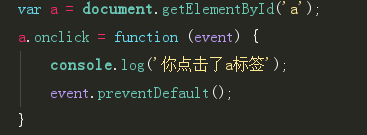 var a = document.getElementById('a');
a.onclick = function (event) {
    console.log('你点击了a标签');
    event.preventDefault();
}